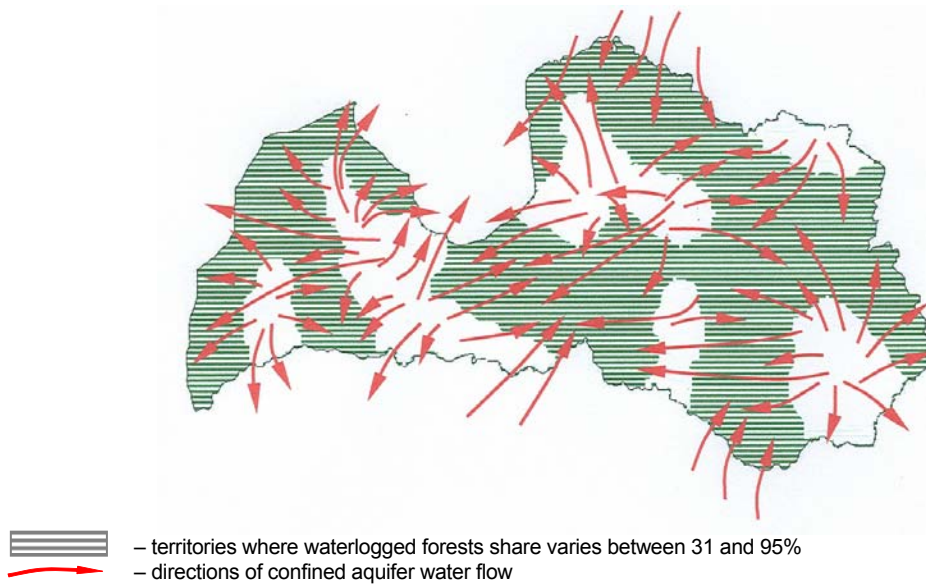 – territories where waterlogged forests share varies between 31 and 95%
– directions of confined aquifer water flow